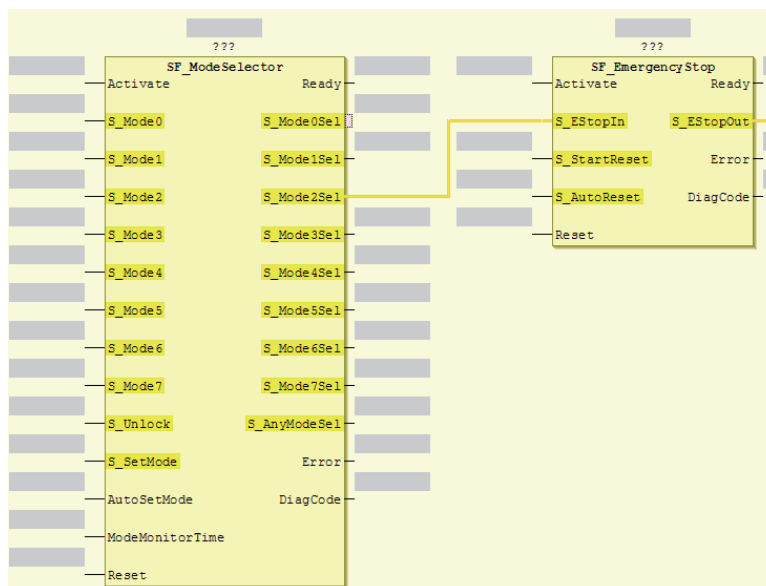 ???
SF_ModeSelector
Activate Ready
S_Mode0 S_Mode0Sel
S_Mode1 S_Mode1Sel
S_Mode2 S_Mode2Sel
S_Mode3 S_Mode3Sel
S_Mode4 S_Mode4Sel
S_Mode5 S_Mode5Sel
S_Mode6 S_Mode6Sel
S_Mode7 S_Mode7Sel
S_Unlock S_AnyModeSel
S_SetMode Error
AutoSetMode DiagCode
ModeMonitorTime
Reset
???
SF_EmergencyStop
Activate Ready
S_EStopIn S_EStopOut
S_StartReset Error
S_AutoReset DiagCode
Reset